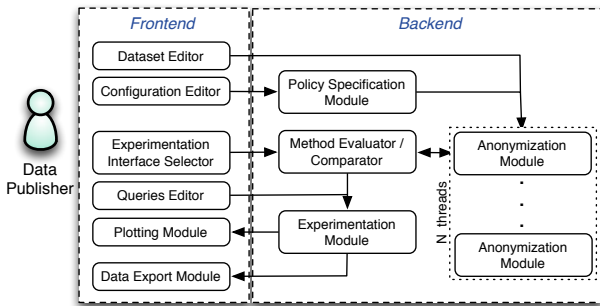 Frontend
Backend
Dataset Editor
Configuration Editor
Policy Specification
Module
Experimentation
Interface Selector
Method Evaluator /
Comparator
Anonymization
Module
Data
Publisher
Queries Editor
N threads
Plotting Module
Experimentation
Module
Anonymization
Module
Data Export Module